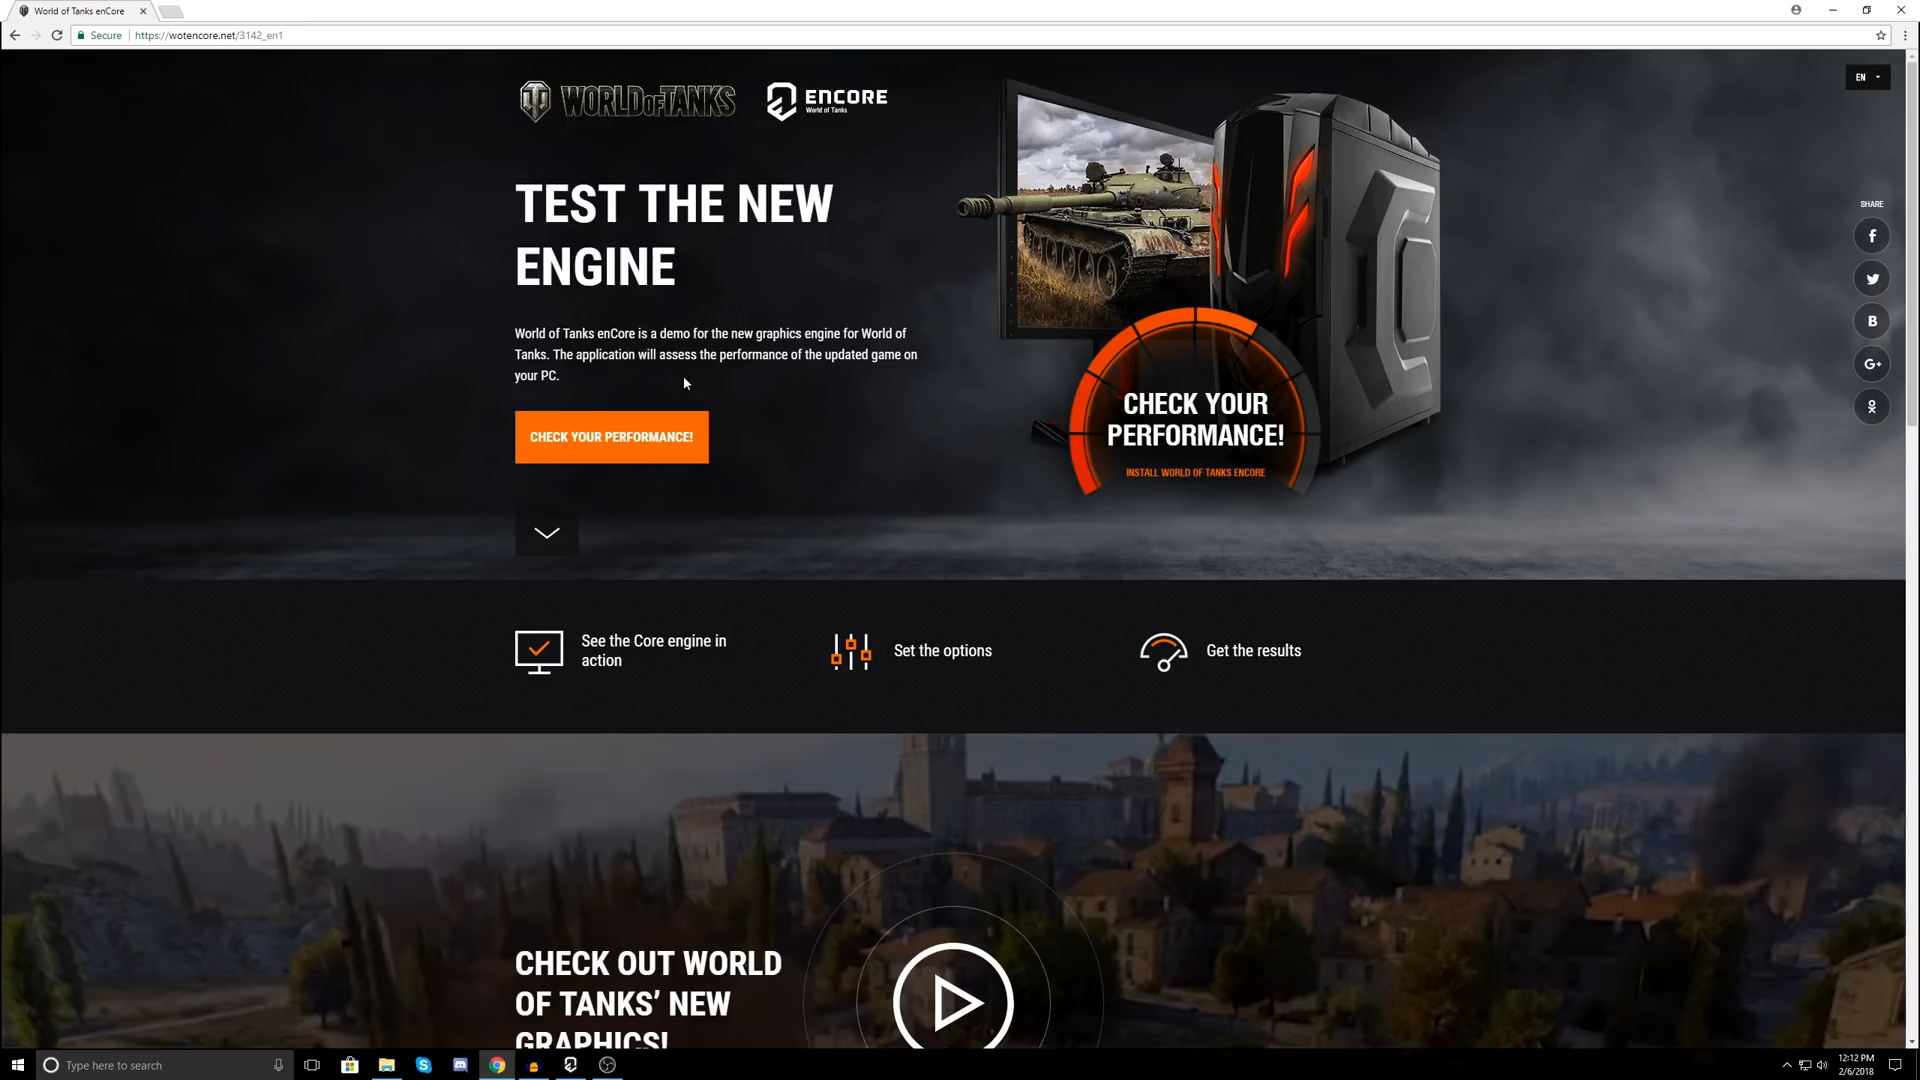 World of Tanks enCore
Secure
https://wotencore.net/3142_en1
WORLD OF TANKS
ENCORE
World of Tanks
EN
TEST THE NEW
ENGINE
World of Tanks enCore is a demo for the new graphics engine for World of
Tanks. The application will assess the performance of the updated game on
your PC.
CHECK YOUR PERFORMANCE!
CHECK YOUR
PERFORMANCE!
INSTALL WORLD OF TANKS ENCORE
SHARE
f
B
G+
See the Core engine in
action
Set the options
Get the results
CHECK OUT WORLD
OF TANKS’ NEW
GRAPHICS!
Type here to search
12:12 PM
2/6/2018